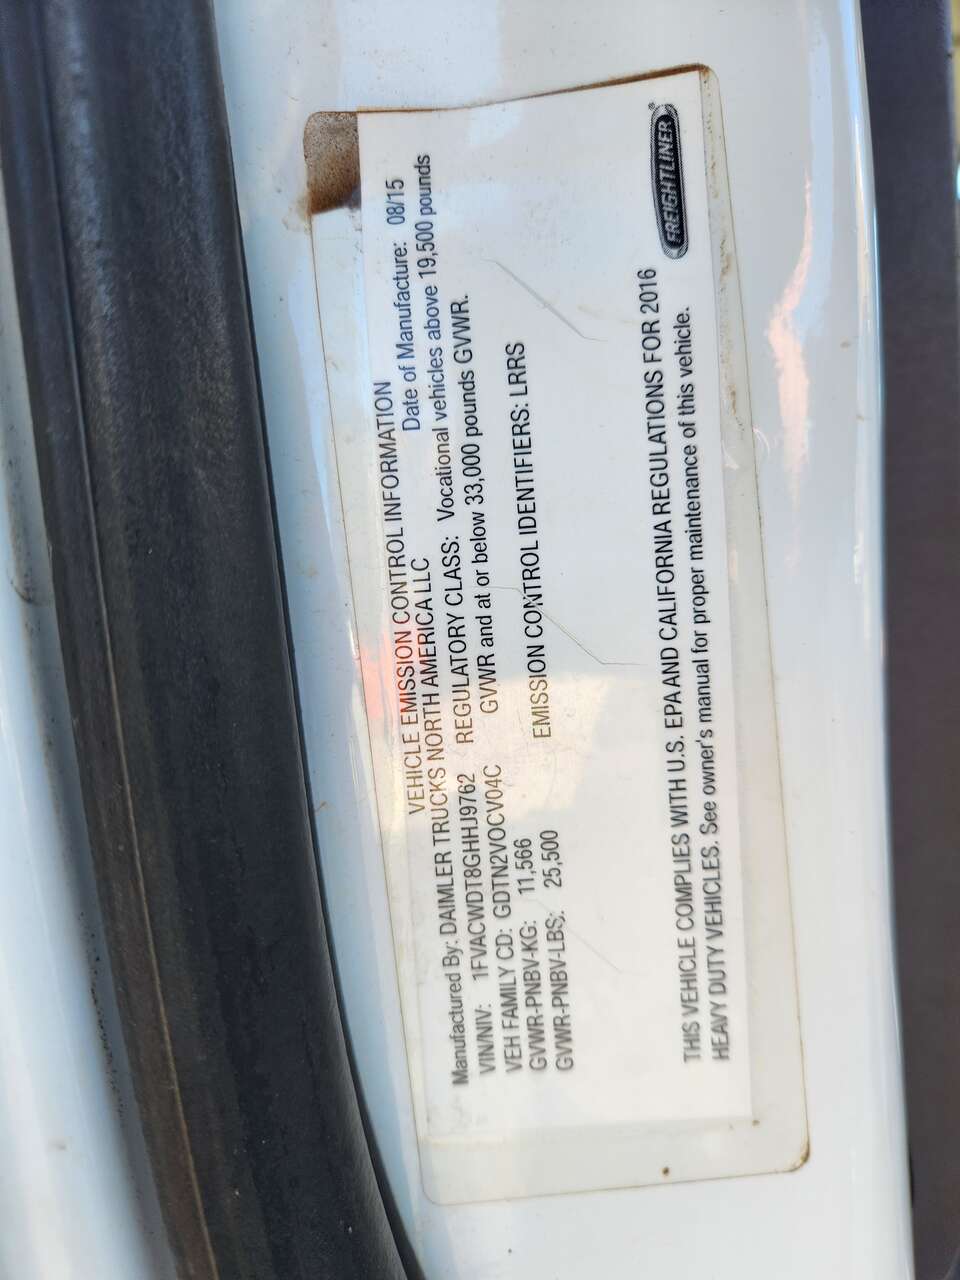 VEHICLE EMISSION CONTROL INFORMATION
Manufactured By: DAIMLER TRUCKS NORTH AMERICA LLC Date of Manufacture: 08/15
VIN/NIV: 1FVACWDT8GHHJ9762 REGULATORY CLASS: Vocational vehicles above 19,500 pounds
VEH FAMILY CD: GDTN2VOCV04C GVWR and at or below 33,000 pounds GVWR.
GVWR-PNBV-KG: 11,566
GVWR-PNBV-LBS: 25,500 EMISSION CONTROL IDENTIFIERS: LRRS
THIS VEHICLE COMPLIES WITH U.S. EPA AND CALIFORNIA REGULATIONS FOR 2016
HEAVY DUTY VEHICLES. See owner's manual for proper maintenance of this vehicle.
FREIGHTLINER®